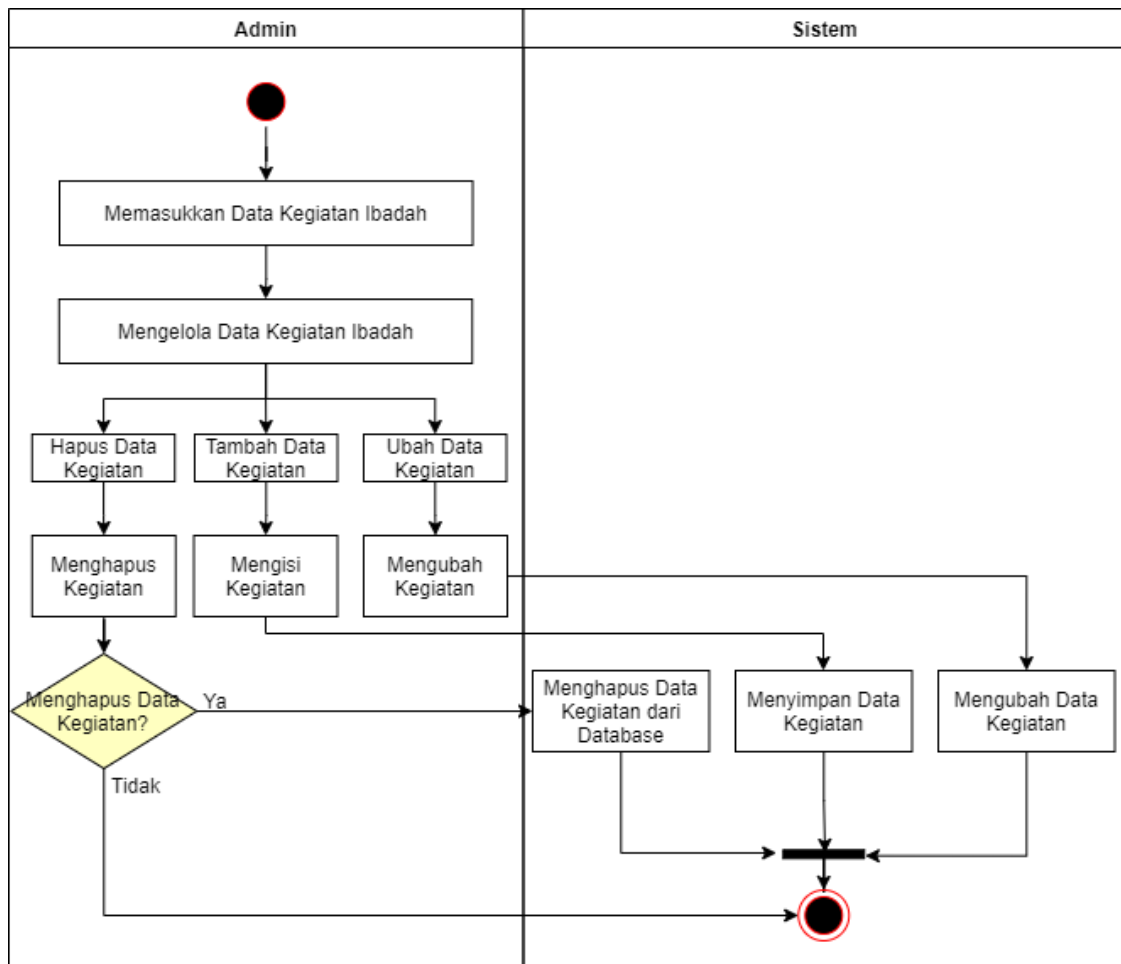 Admin
Sistem
Memasukkan Data Kegiatan Ibadah
Mengelola Data Kegiatan Ibadah
Hapus Data
Kegiatan
Tambah Data
Kegiatan
Ubah Data
Kegiatan
Menghapus
Kegiatan
Mengisi
Kegiatan
Mengubah
Kegiatan
Menghapus Data
Kegiatan?
Ya
Tidak
Menghapus Data
Kegiatan dari
Database
Menyimpan Data
Kegiatan
Mengubah Data
Kegiatan